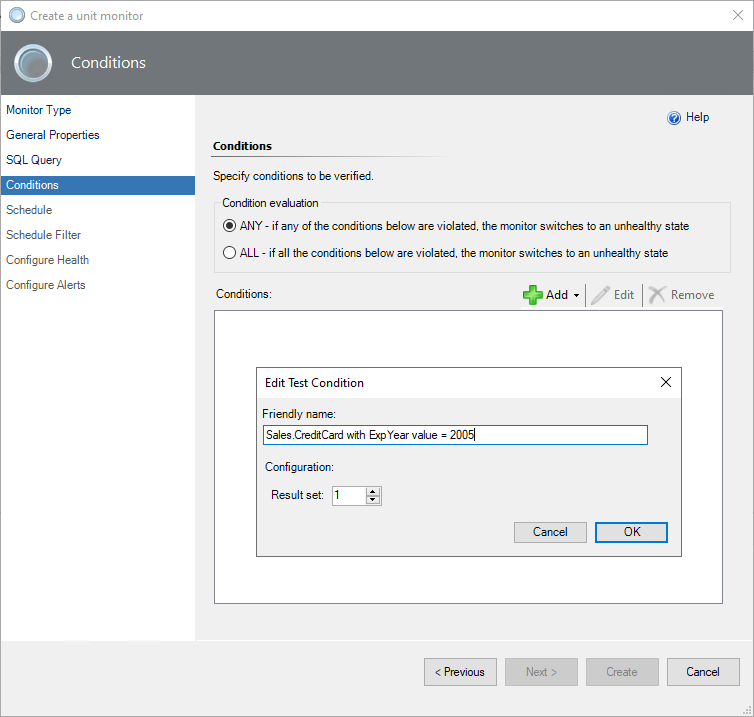 Create a unit monitor
Conditions
Monitor Type
General Properties
SQL Query
Conditions
Schedule
Schedule Filter
Configure Health
Configure Alerts
? Help
Conditions
Specify conditions to be verified.
Condition evaluation
ANY - if any of the conditions below are violated, the monitor switches to an unhealthy state
ALL - if all the conditions below are violated, the monitor switches to an unhealthy state
Conditions:
Add Edit Remove
Edit Test Condition
Friendly name:
Sales.CreditCard with ExpYear value = 2005
Configuration:
Result set: 1
Cancel OK
< Previous Next > Create Cancel